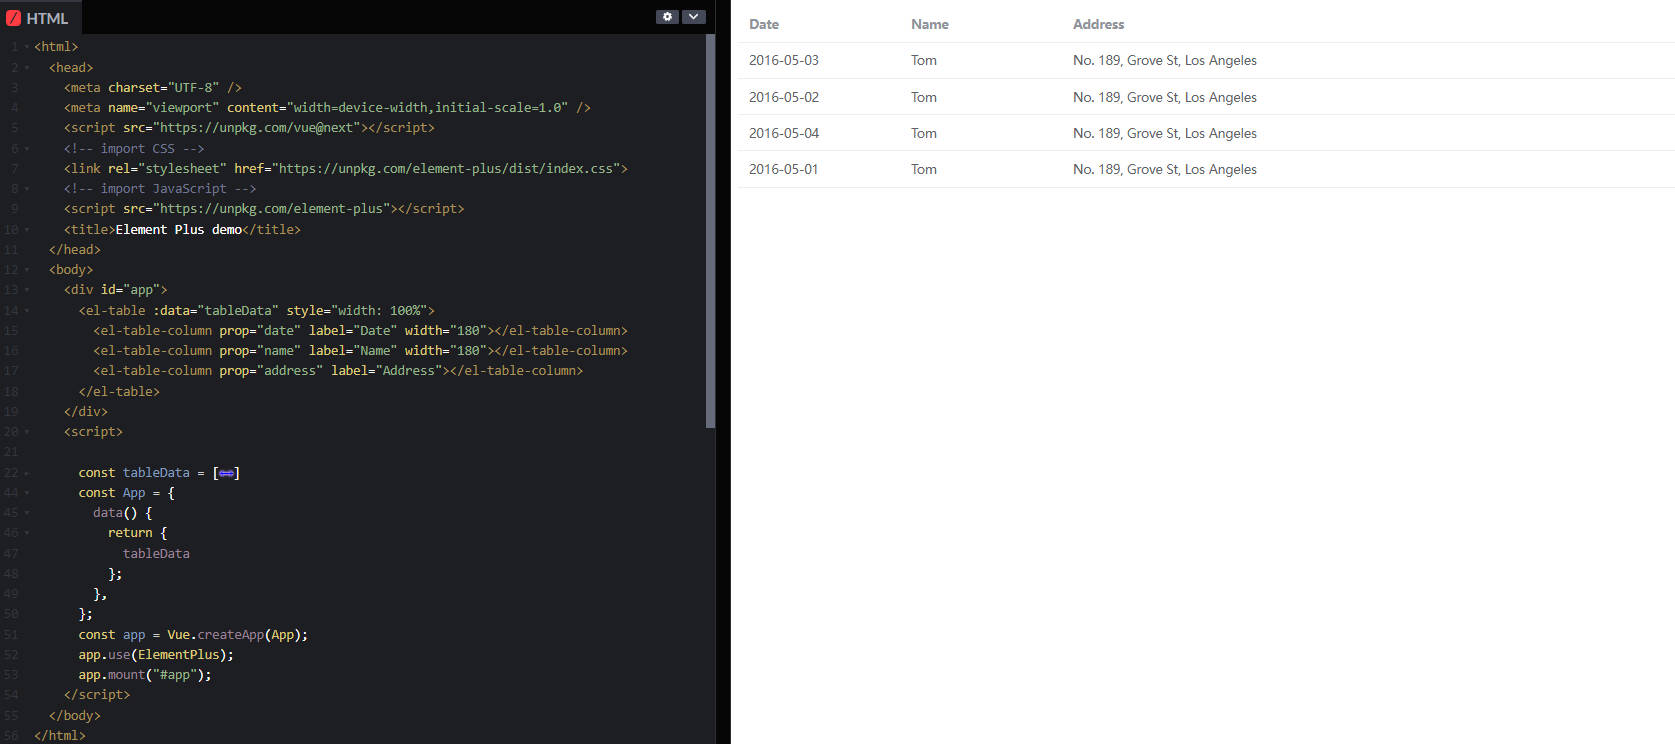 HTML
1 <html>
2 <head>
3 <meta charset="UTF-8" />
4 <meta name="viewport" content="width=device-width,initial-scale=1.0" />
5 <script src="https://unpkg.com/vue@next"></script>
6 <!-- import CSS -->
7 <link rel="stylesheet" href="https://unpkg.com/element-plus/dist/index.css">
8 <!-- import JavaScript -->
9 <script src="https://unpkg.com/element-plus"></script>
10 <title>Element Plus demo</title>
11 </head>
12 <body>
13 <div id="app">
14 <el-table :data="tableData" style="width: 100%">
15 <el-table-column prop="date" label="Date" width="180"></el-table-column>
16 <el-table-column prop="name" label="Name" width="180"></el-table-column>
17 <el-table-column prop="address" label="Address"></el-table-column>
18 </el-table>
19 </div>
20 <script>
21
22 const tableData = [↔]
44 const App = {
45 data() {
46 return {
47 tableData
48 };
49 },
50 };
51 const app = Vue.createApp(App);
52 app.use(ElementPlus);
53 app.mount("#app");
54 </script>
55 </body>
56 </html>
Date Name Address
2016-05-03 Tom No. 189, Grove St, Los Angeles
2016-05-02 Tom No. 189, Grove St, Los Angeles
2016-05-04 Tom No. 189, Grove St, Los Angeles
2016-05-01 Tom No. 189, Grove St, Los Angeles